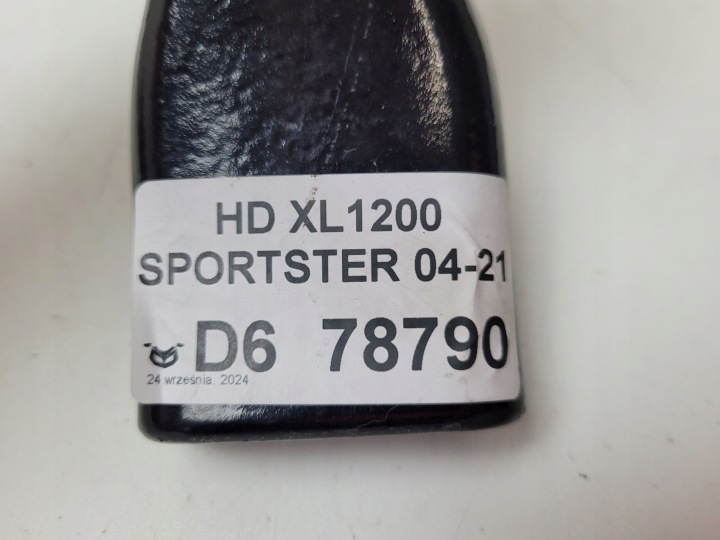 HD XL1200
SPORTSTER 04-21
D6 78790
24 września, 2024